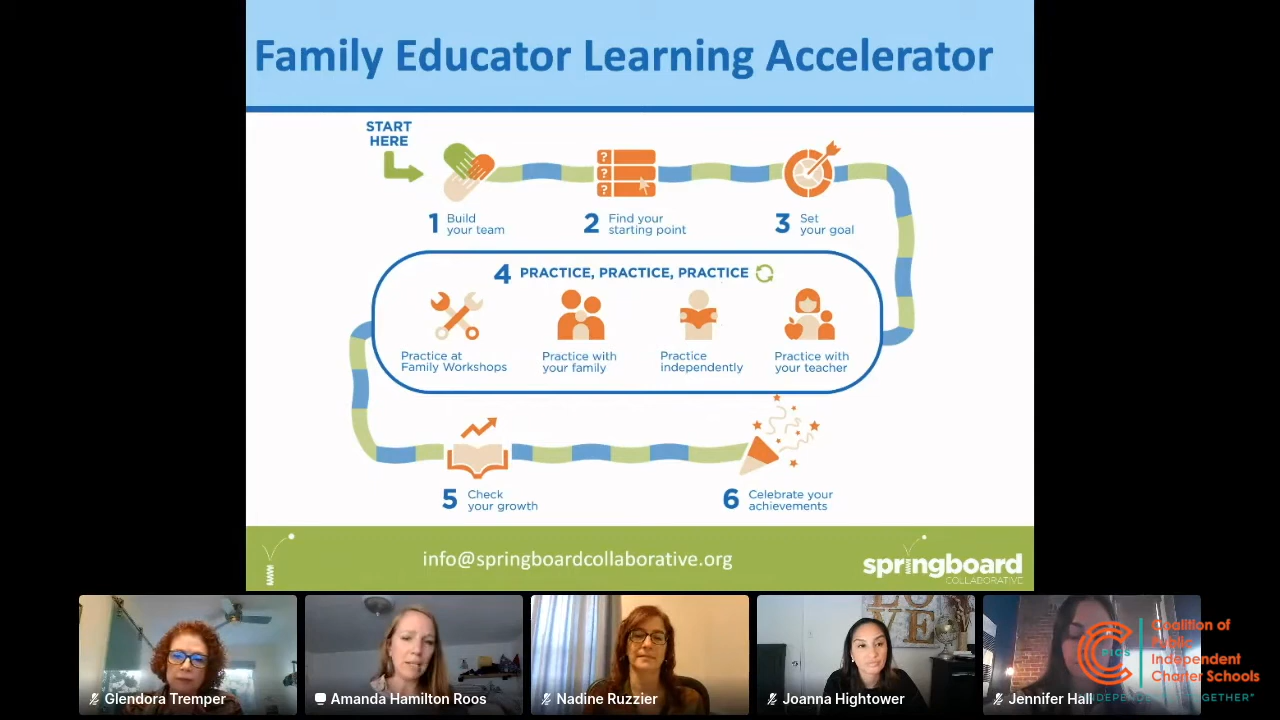 Family Educator Learning Accelerator
START
HERE
1 Build
your team
2 Find your
starting point
3 Set
your goal
4 PRACTICE, PRACTICE, PRACTICE
Practice at
Family Workshops
Practice with
your family
Practice
independently
Practice with
your teacher
5 Check
your growth
6 Celebrate your
achievements
info@springboardcollaborative.org
springboard
COLLABORATIVE
LOVE
Glendora Tremper
Amanda Hamilton Roos
Nadine Ruzzier
Joanna Hightower
Jennifer Hall
CPICS
Coalition of
Public
Independent
Charter Schools